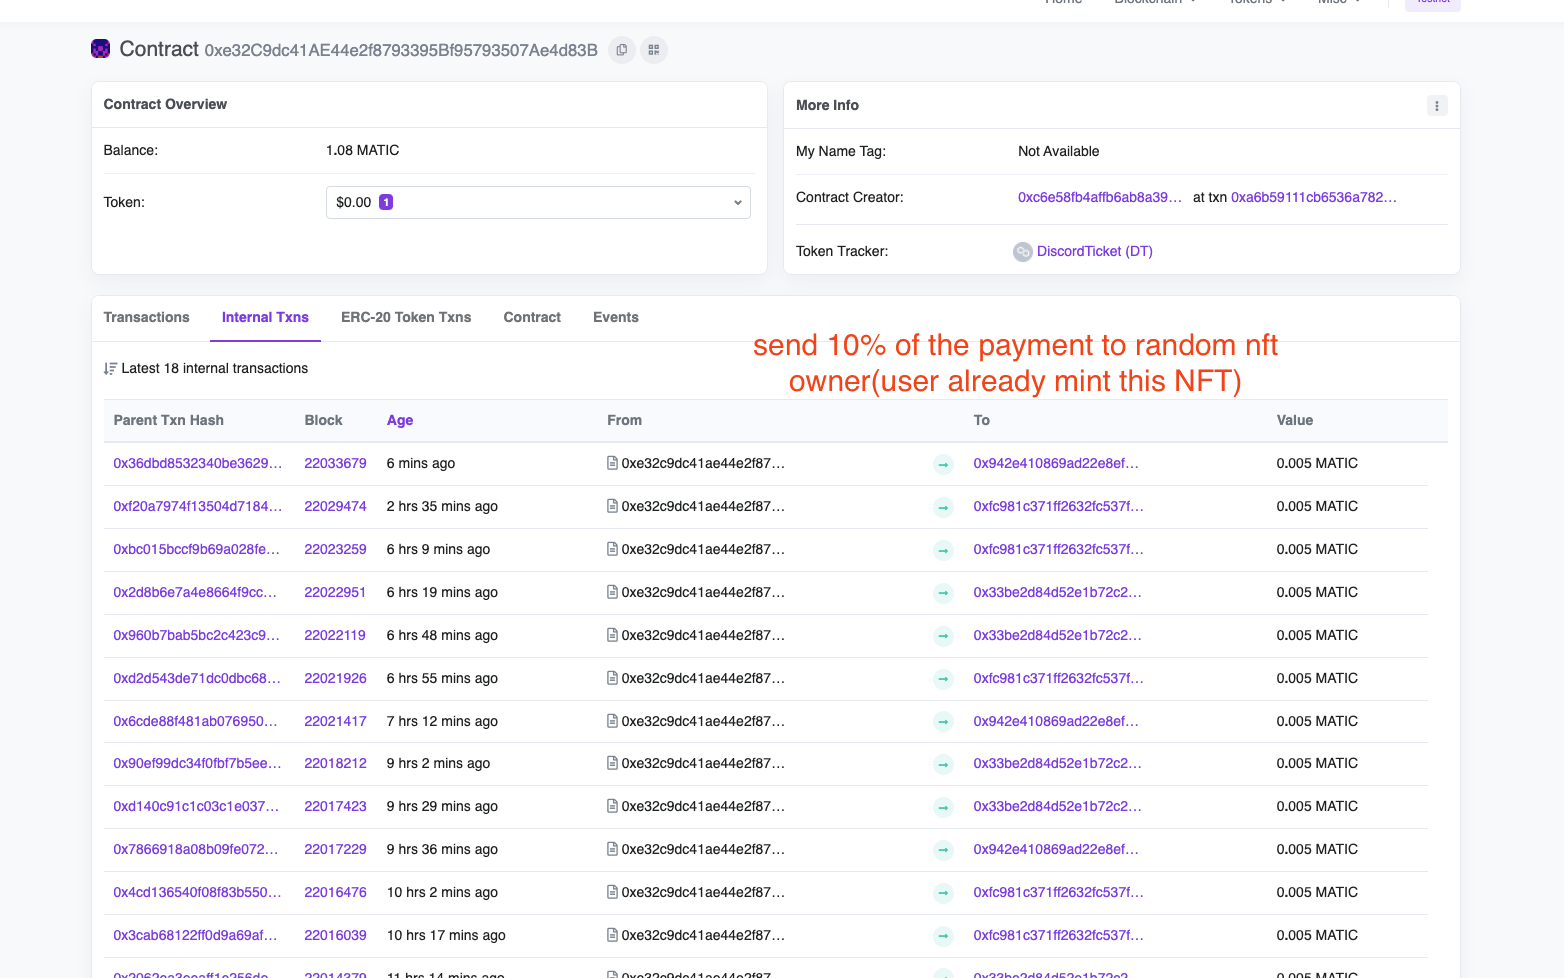 Home Blockchain Tokens Misc Testnet
Contract 0xe32C9dc41AE44e2f8793395Bf95793507Ae4d83B
Contract Overview
Balance: 1.08 MATIC
Token: $0.00 1
More Info
My Name Tag: Not Available
Contract Creator: 0xc6e58fb4affb6ab8a39... at txn 0xa6b59111cb6536a782...
Token Tracker: DiscordTicket (DT)
Transactions Internal Txns ERC-20 Token Txns Contract Events
send 10% of the payment to random nft
owner(user already mint this NFT)
Latest 18 internal transactions
Parent Txn Hash Block Age From To Value
0x36dbd8532340be3629... 22033679 6 mins ago 0xe32c9dc41ae44e2f87... 0x942e410869ad22e8ef... 0.005 MATIC
0xf20a7974f13504d7184... 22029474 2 hrs 35 mins ago 0xe32c9dc41ae44e2f87... 0xfc981c371ff2632fc537f... 0.005 MATIC
0xbc015bccf9b69a028fe... 22023259 6 hrs 9 mins ago 0xe32c9dc41ae44e2f87... 0xfc981c371ff2632fc537f... 0.005 MATIC
0x2d8b6e7a4e8664f9cc... 22022951 6 hrs 19 mins ago 0xe32c9dc41ae44e2f87... 0x33be2d84d52e1b72c2... 0.005 MATIC
0x960b7bab5bc2c423c9... 22022119 6 hrs 48 mins ago 0xe32c9dc41ae44e2f87... 0x33be2d84d52e1b72c2... 0.005 MATIC
0xd2d543de71dc0dbc68... 22021926 6 hrs 55 mins ago 0xe32c9dc41ae44e2f87... 0xfc981c371ff2632fc537f... 0.005 MATIC
0x6cde88f481ab076950... 22021417 7 hrs 12 mins ago 0xe32c9dc41ae44e2f87... 0x942e410869ad22e8ef... 0.005 MATIC
0x90ef99dc34f0fbf7b5ee... 22018212 9 hrs 2 mins ago 0xe32c9dc41ae44e2f87... 0x33be2d84d52e1b72c2... 0.005 MATIC
0xd140c91c1c03c1e037... 22017423 9 hrs 29 mins ago 0xe32c9dc41ae44e2f87... 0x33be2d84d52e1b72c2... 0.005 MATIC
0x7866918a08b09fe072... 22017229 9 hrs 36 mins ago 0xe32c9dc41ae44e2f87... 0x942e410869ad22e8ef... 0.005 MATIC
0x4cd136540f08f83b550... 22016476 10 hrs 2 mins ago 0xe32c9dc41ae44e2f87... 0xfc981c371ff2632fc537f... 0.005 MATIC
0x3cab68122ff0d9a69af... 22016039 10 hrs 17 mins ago 0xe32c9dc41ae44e2f87... 0xfc981c371ff2632fc537f... 0.005 MATIC
22014379 11 hrs 14 mins ago 0xe32c9dc41ae44e2f87... 0x33be2d84d52e1b72c2... 0.005 MATIC